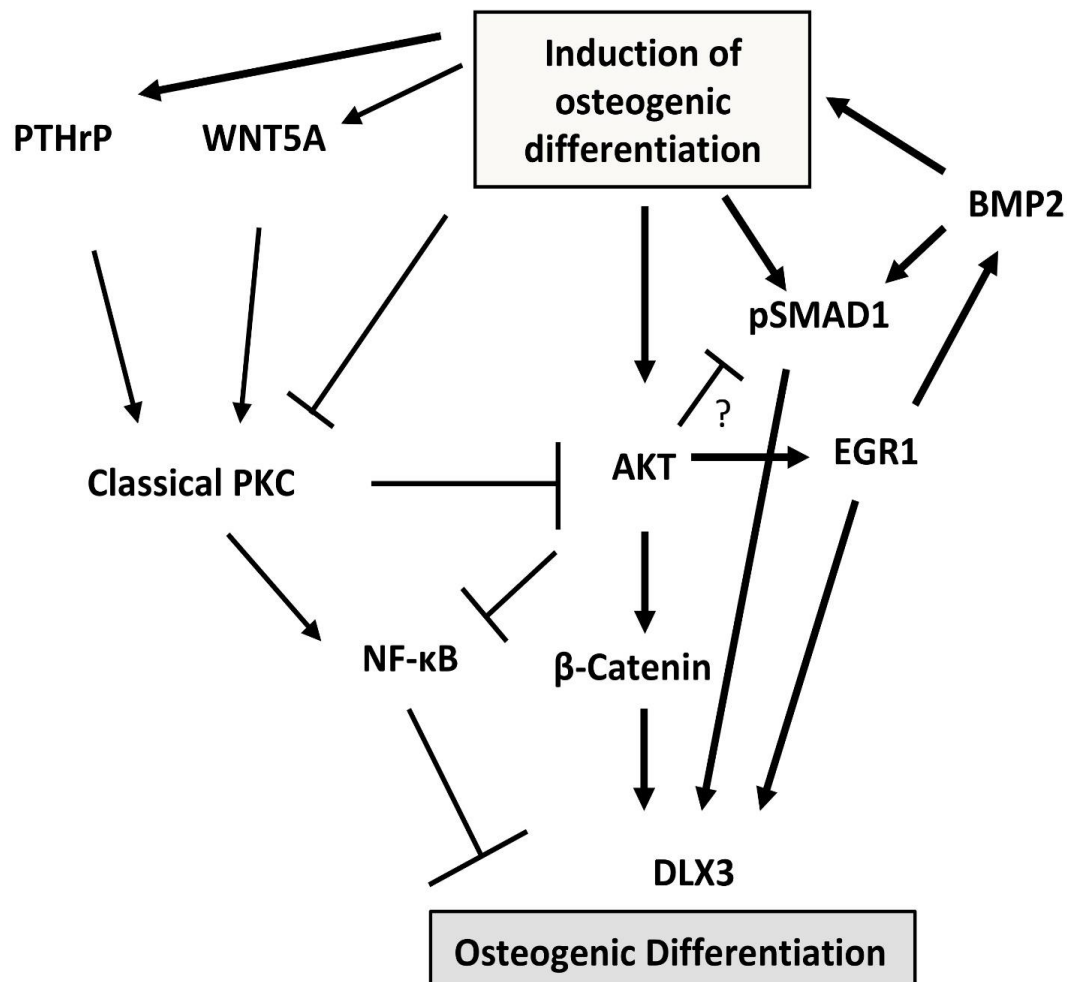 Induction of
osteogenic
differentiation
PTHrP
WNT5A
BMP2
pSMAD1
?
Classical PKC
AKT
EGR1
NF-κB
β-Catenin
DLX3
Osteogenic Differentiation